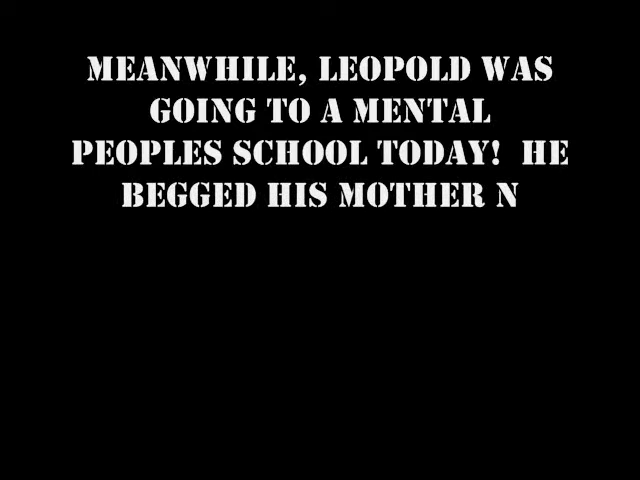 MEANWHILE, LEOPOLD WAS
GOING TO A MENTAL
PEOPLES SCHOOL TODAY!  HE
BEGGED HIS MOTHER N